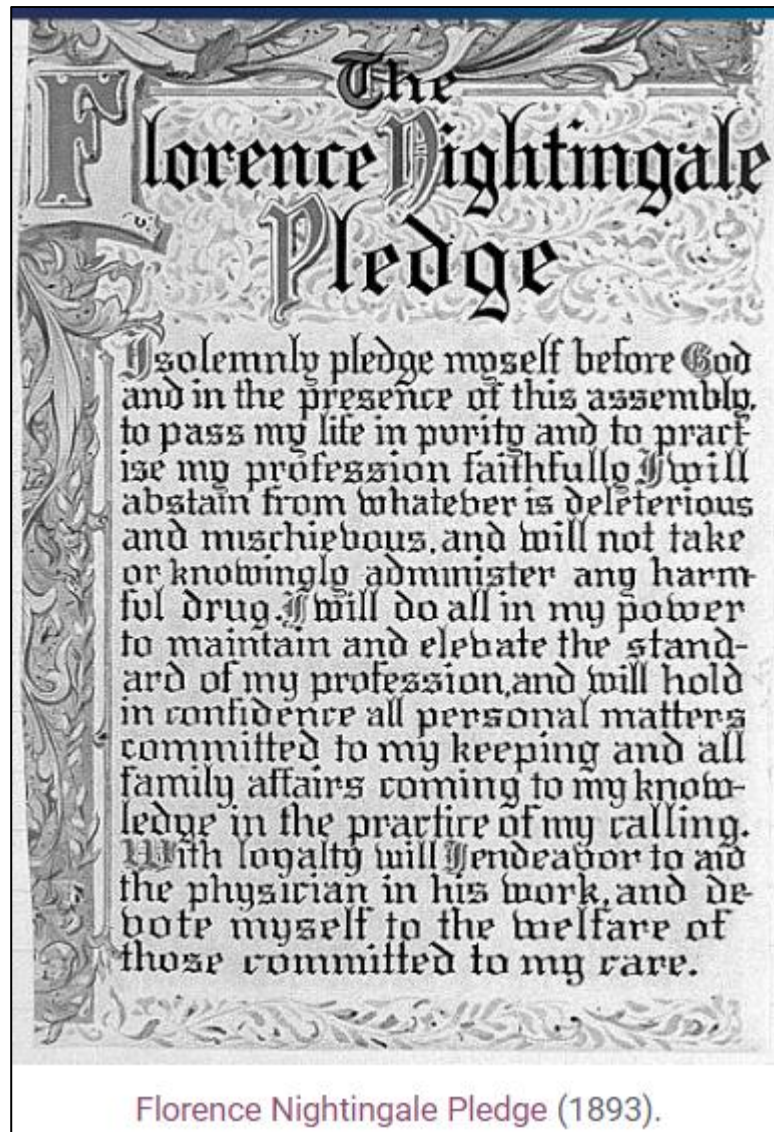 The
Florence Nightingale
Pledge
I solemnly pledge myself before God
and in the presence of this assembly,
to pass my life in purity and to pract-
ise my profession faithfully. I will
abstain from whatever is deleterious
and mischievous, and will not take
or knowingly administer any harm-
ful drug. I will do all in my power
to maintain and elevate the stand-
ard of my profession, and will hold
in confidence all personal matters
committed to my keeping and all
family affairs coming to my know-
ledge in the practice of my calling.
With loyalty will I endeavor to aid
the physician in his work, and de-
vote myself to the welfare of
those committed to my care.
Florence Nightingale Pledge (1893).